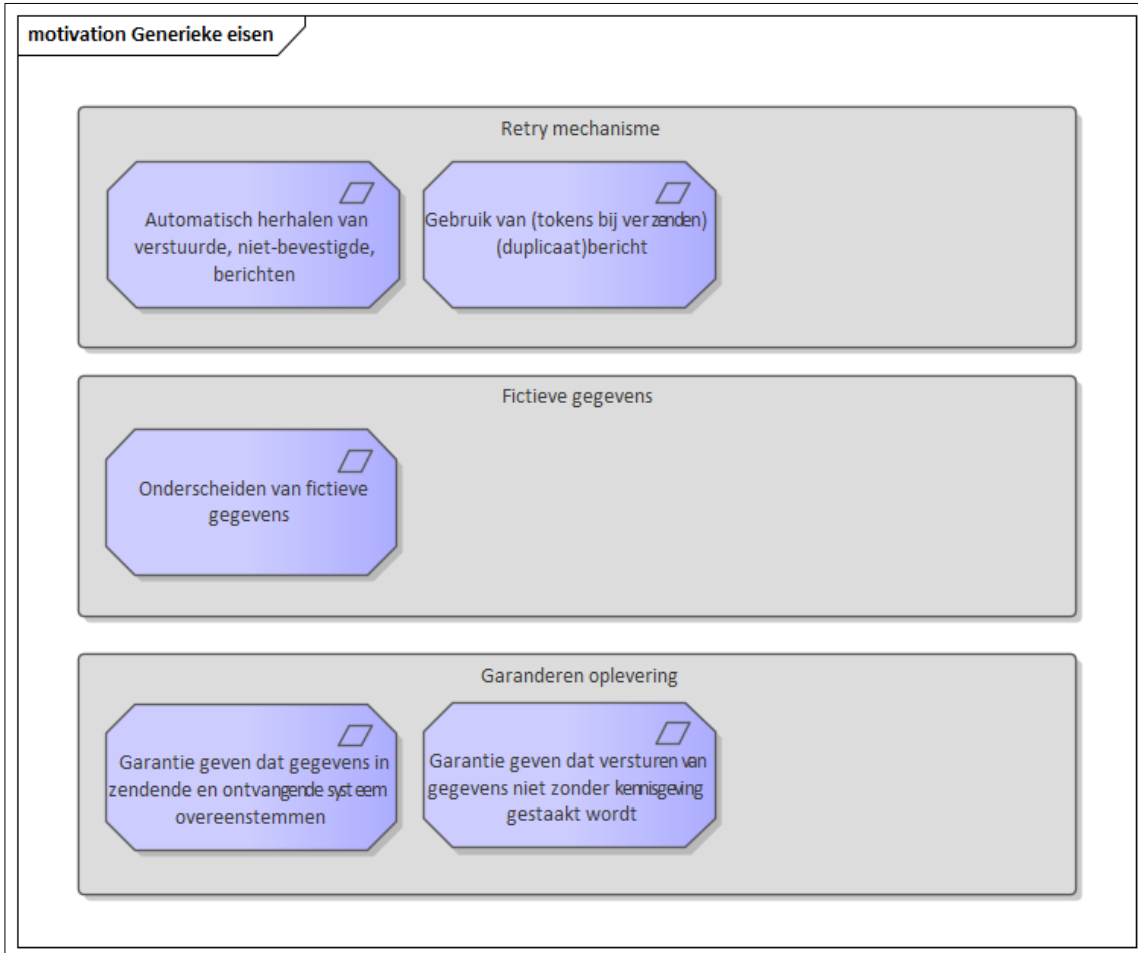 motivation Generieke eisen
Retry mechanisme
Automatisch herhalen van
verstuurde, niet-bevestigde,
berichten
Gebruik van (tokens bij verzenden)
(duplicaat)bericht
Fictieve gegevens
Onderscheiden van fictieve
gegevens
Garanderen oplevering
Garantie geven dat gegevens in
zendende en ontvangende systeem
overeenstemmen
Garantie geven dat versturen van
gegevens niet zonder kennisgeving
gestaakt wordt